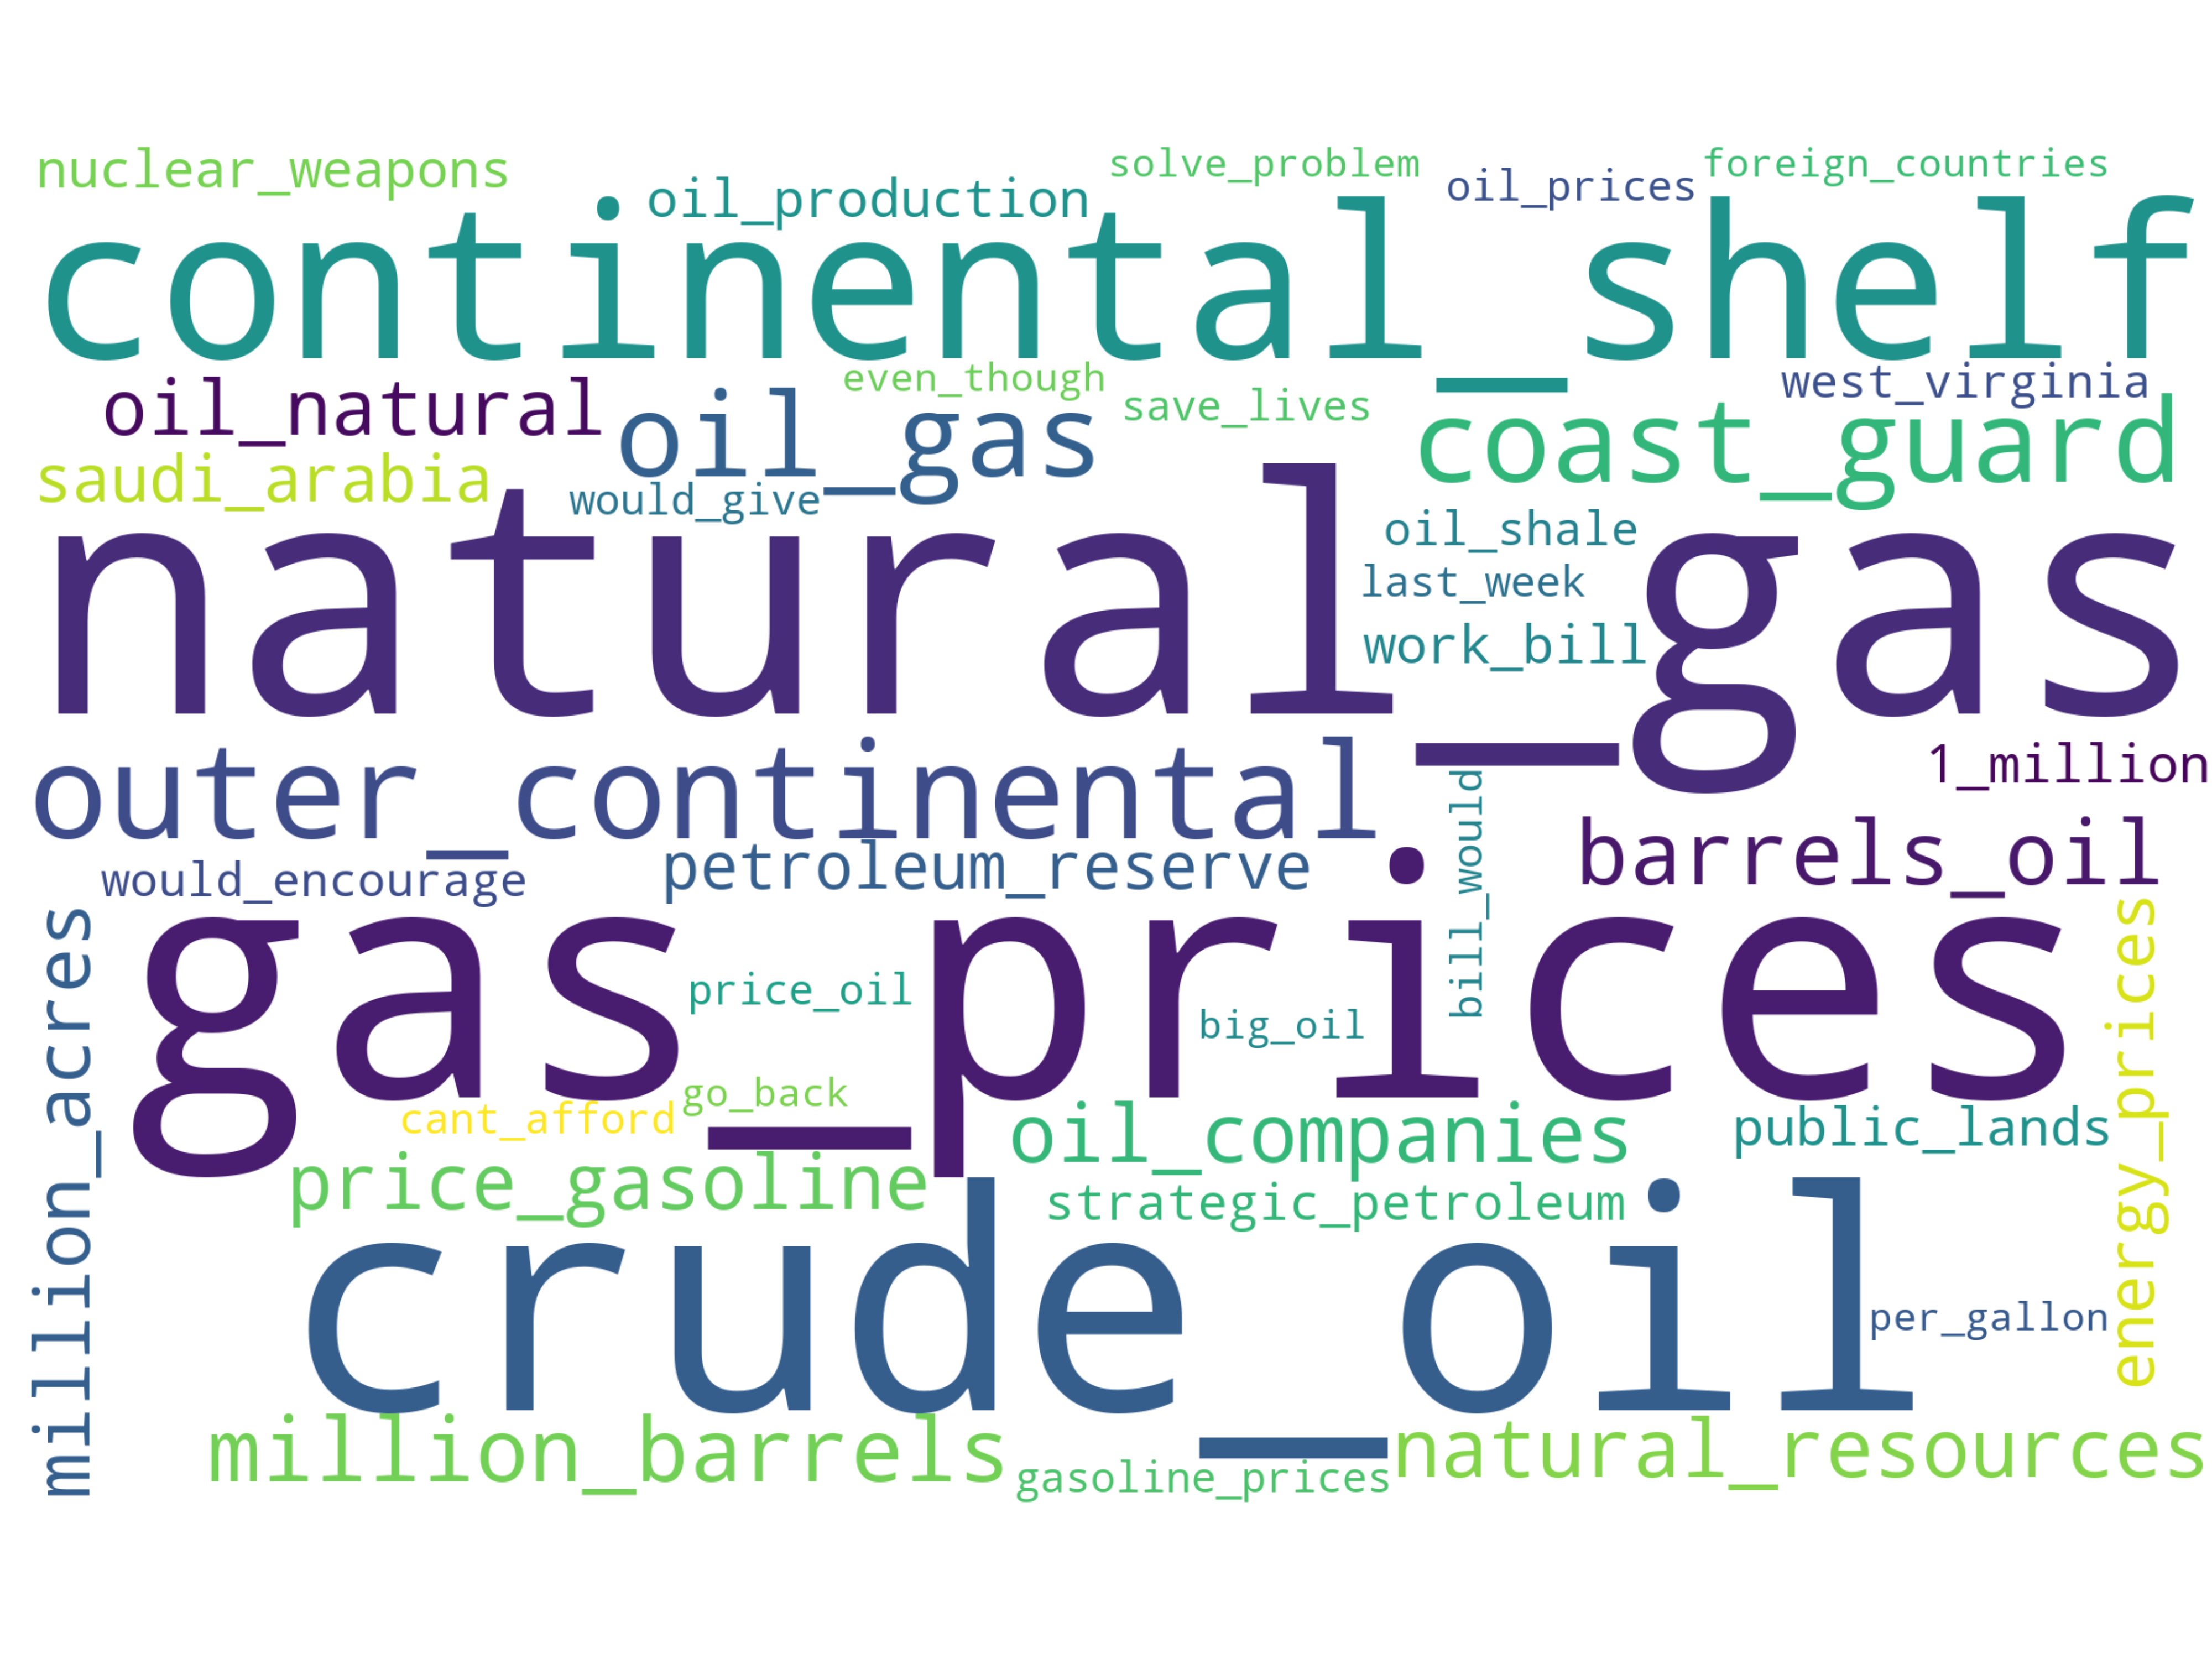 nuclear_weapons
oil_production
solve_problem
oil_prices
foreign_countries
continental_shelf
oil_natural
oil_gas
even_though
save_lives
west_virginia
coast_guard
saudi_arabia
would_give
natural_gas
oil_shale
last_week
work_bill
outer_continental
1_million
would_encourage
petroleum_reserve
bill_would
barrels_oil
million_acres
gas_prices
price_oil
big_oil
energy_prices
cant_afford
go_back
oil_companies
public_lands
price_gasoline
strategic_petroleum
crude_oil
per_gallon
million_barrels
gasoline_prices
natural_resources